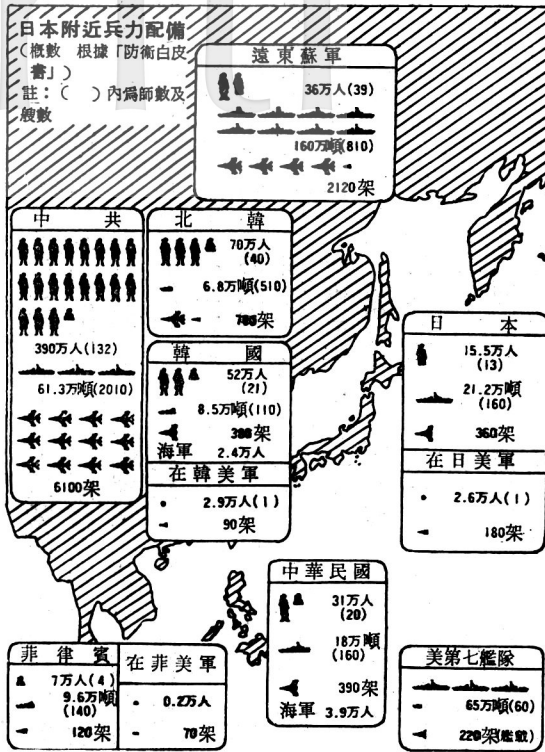 日本附近兵力配備
(概數 根據「防衛白皮
書」)
註：( )內爲師數及
艘數
遠東蘇軍
36万人(39)
160万噸(810)
2120架
中共
390万人(132)
61.3万噸(2010)
6100架
北韓
70万人
(40)
6.8万噸(510)
780架
韓國
52万人
(21)
8.5万噸(110)
380架
海軍 2.4万人
在韓美軍
2.9万人(1)
90架
日本
15.5万人
(13)
21.2万噸
(160)
360架
在日美軍
2.6万人(1)
180架
中華民國
31万人
(20)
18万噸
(160)
390架
海軍 3.9万人
菲律賓
7万人(4)
9.6万噸
(140)
120架
在菲美軍
0.2万人
70架
美第七艦隊
65万噸(60)
220架(艦載)